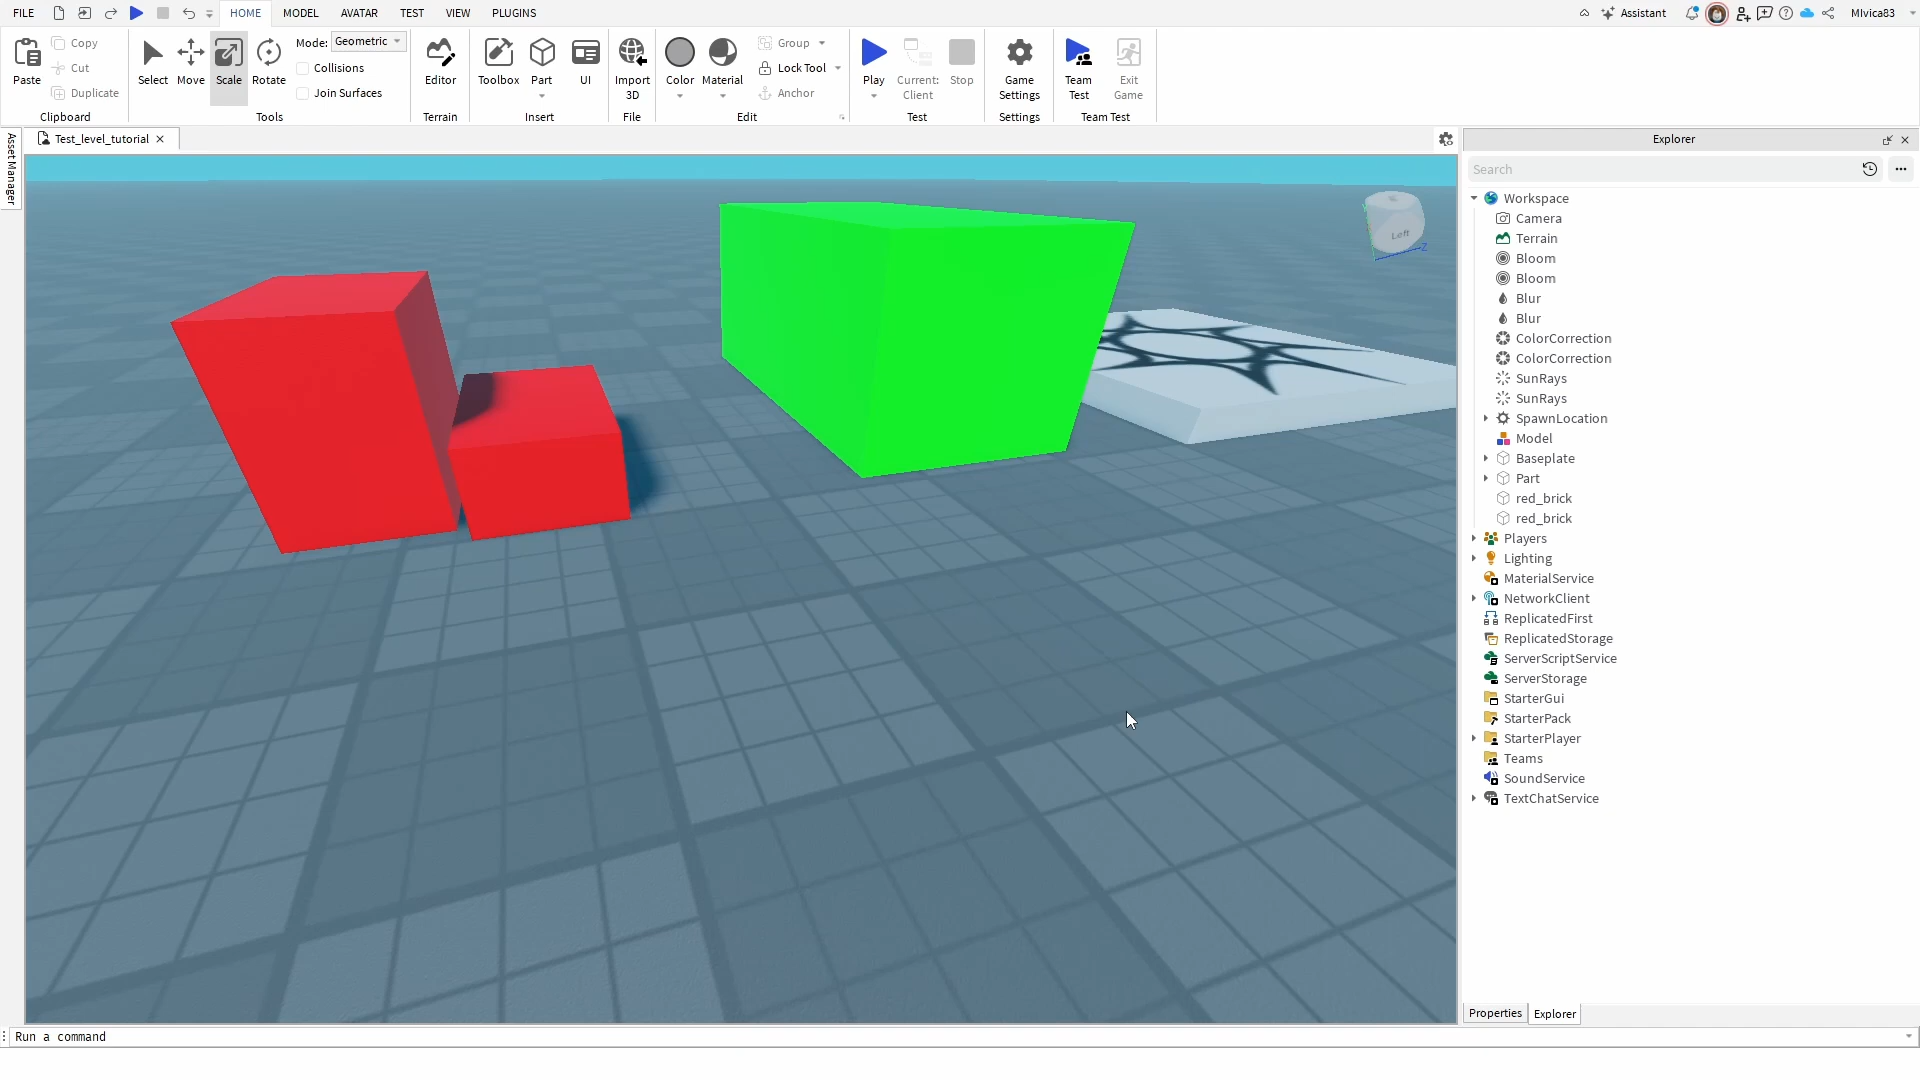 FILE HOME MODEL AVATAR TEST VIEW PLUGINS Assistant MIvica83
Paste Copy Cut Duplicate
Clipboard
Select Move Scale Rotate
Mode: Geometric
Collisions
Join Surfaces
Tools
Editor
Terrain
Toolbox Part UI
Insert
Import
3D
File
Color Material
Group
Lock Tool
Anchor
Edit
Play
Current:
Client
Stop
Test
Game
Settings
Settings
Team
Test
Exit
Game
Team Test
Asset Manager
Test_level_tutorial
Left
Z
Explorer
Search
Workspace
Camera
Terrain
Bloom
Bloom
Blur
Blur
ColorCorrection
ColorCorrection
SunRays
SunRays
SpawnLocation
Model
Baseplate
Part
red_brick
red_brick
Players
Lighting
MaterialService
NetworkClient
ReplicatedFirst
ReplicatedStorage
ServerScriptService
ServerStorage
StarterGui
StarterPack
StarterPlayer
Teams
SoundService
TextChatService
Properties Explorer
Run a command